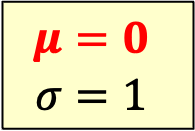 μ = 0
σ = 1